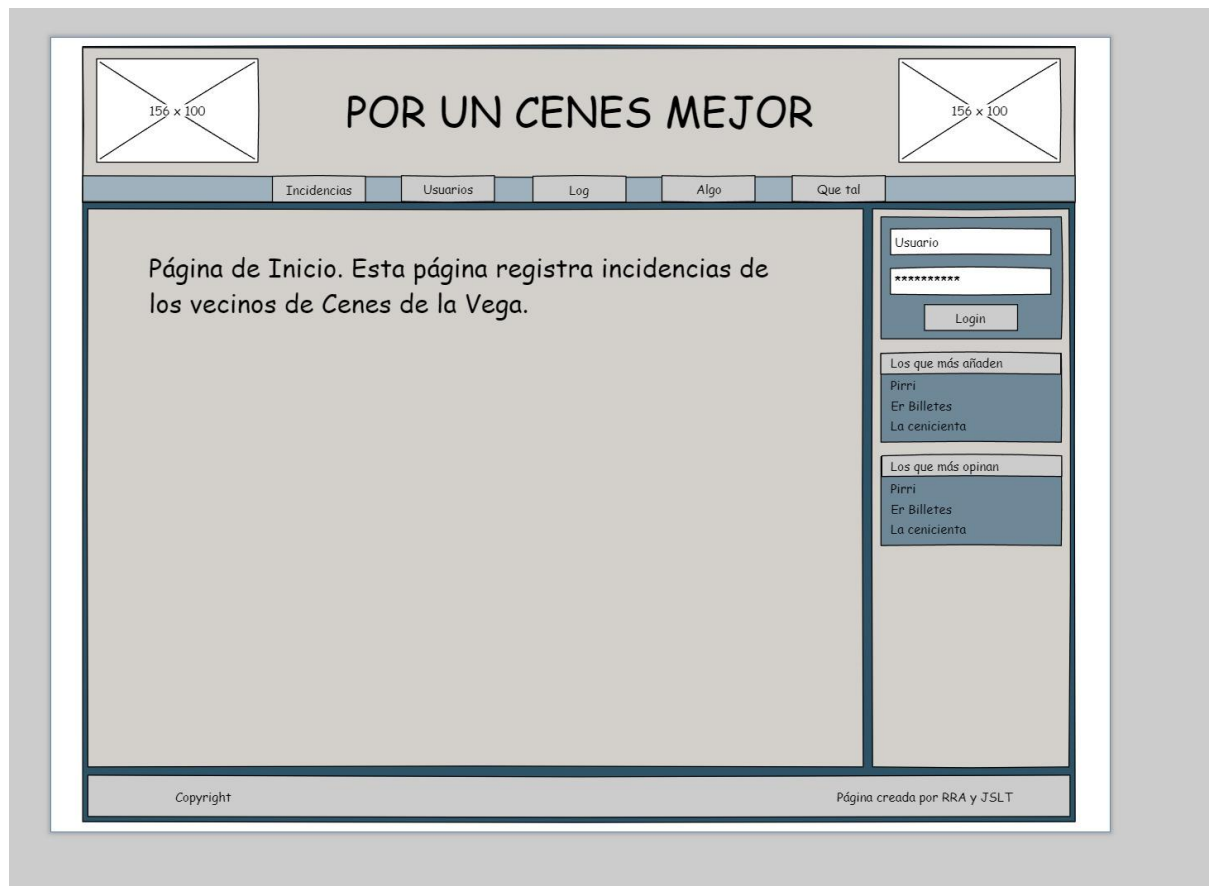 156 x 100
POR UN CENES MEJOR
156 x 100
Incidencias
Usuarios
Log
Algo
Que tal
Página de Inicio. Esta página registra incidencias de
los vecinos de Cenes de la Vega.
Usuario
**********
Login
Los que más añaden
Pirri
Er Billetes
La cenicienta
Los que más opinan
Pirri
Er Billetes
La cenicienta
Copyright
Página creada por RRA y JSLT